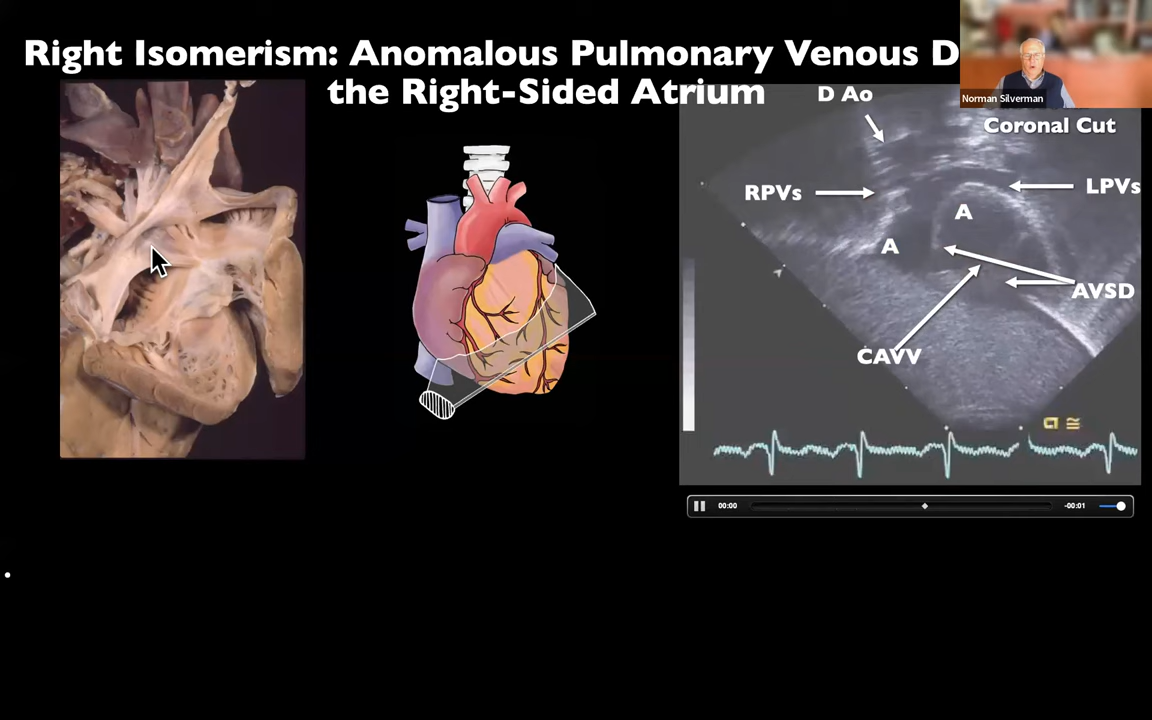 Right Isomerism: Anomalous Pulmonary Venous D
the Right-Sided Atrium
Norman Silverman
D Ao
Coronal Cut
RPVs
LPVs
A
A
AVSD
CAVV
00:00
-00:01